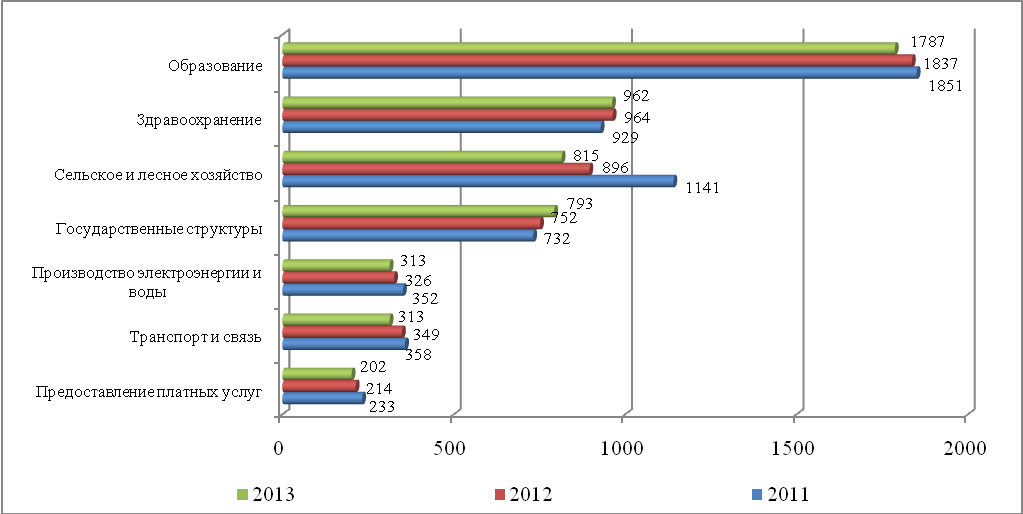 Образование
1787
1837
1851
Здравоохранение
962
964
929
Сельское и лесное хозяйство
815
896
1141
Государственные структуры
793
752
732
Производство электроэнергии и
воды
313
326
352
Транспорт и связь
313
349
358
Предоставление платных услуг
202
214
233
0 500 1000 1500 2000
2013 2012 2011